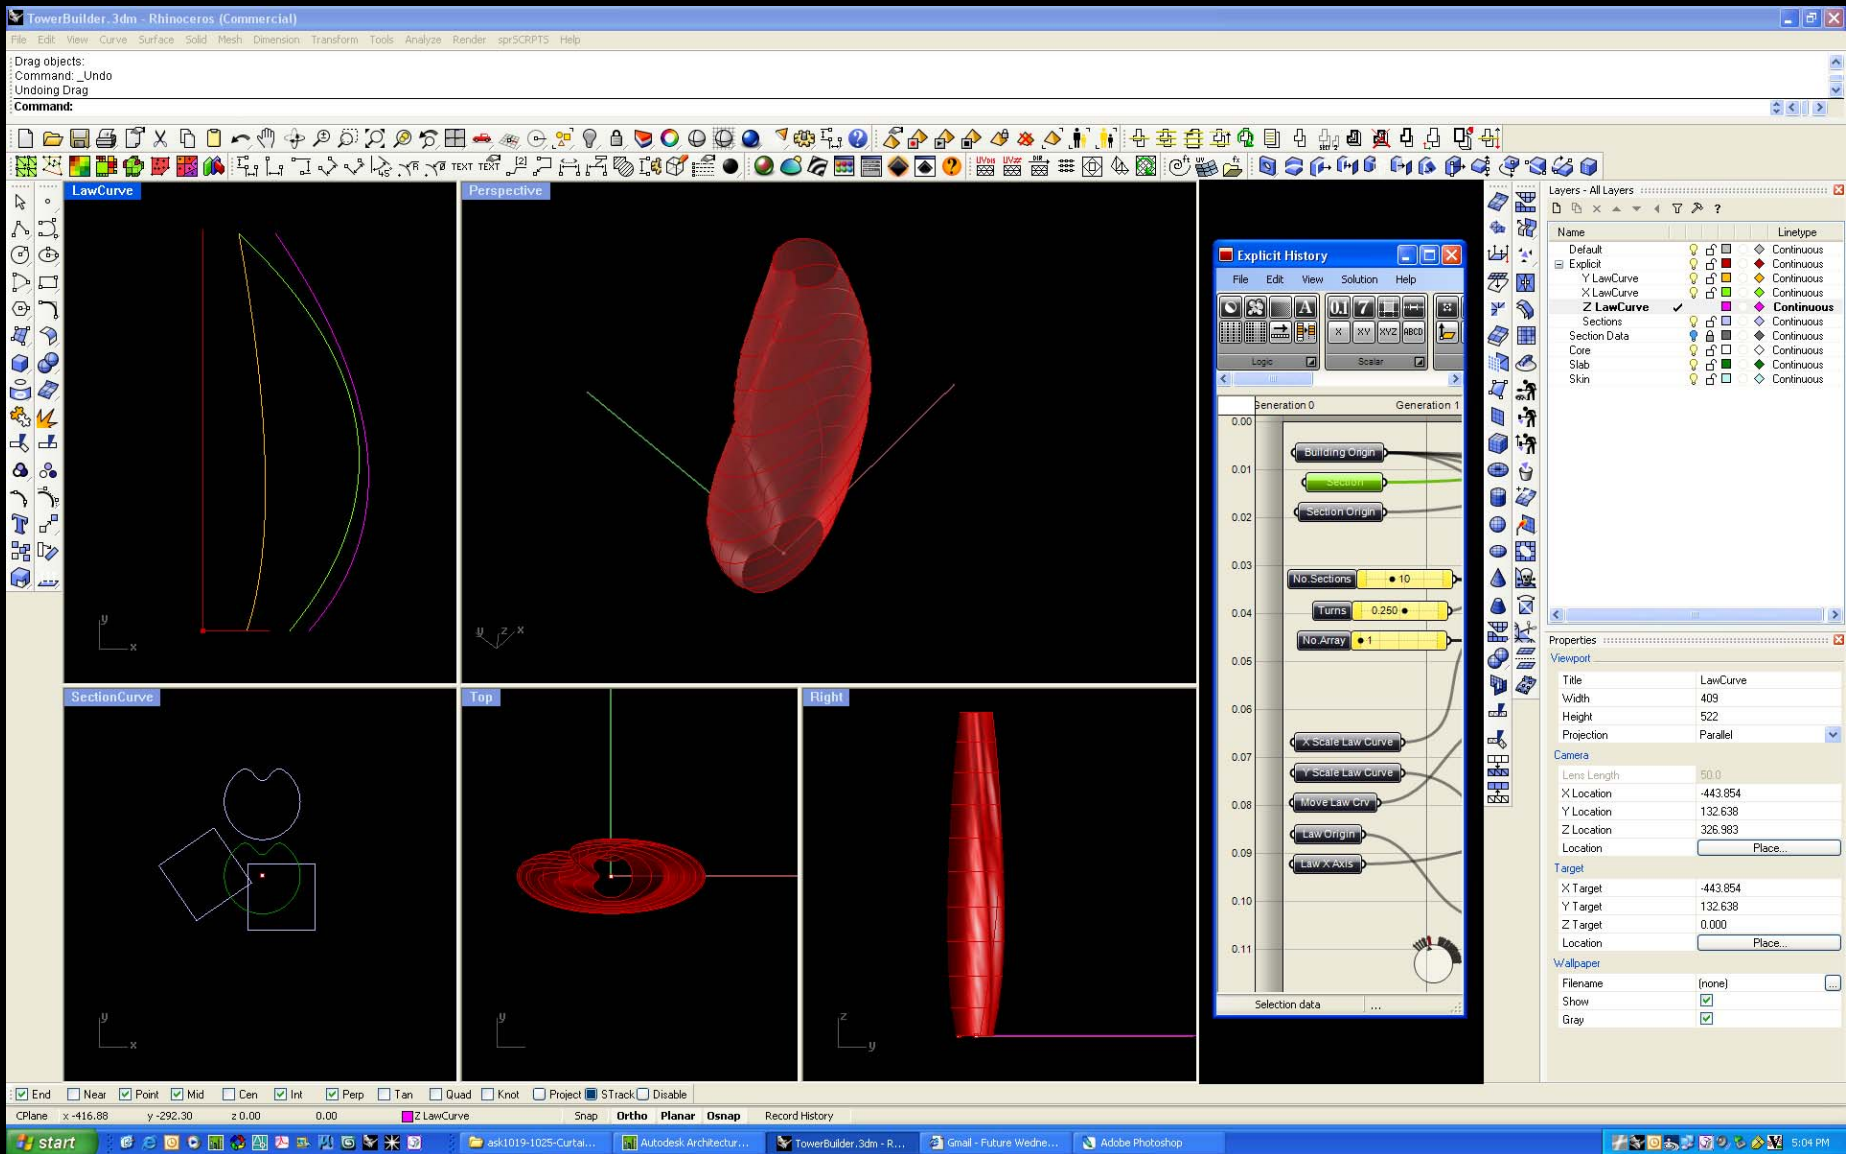 TowerBuilder.3dm - Rhinoceros (Commercial)
File Edit View Curve Surface Solid Mesh Dimension Transform Tools Analyze Render sprSCRPTS Help
Drag objects:
Command: _Undo
Undoing Drag
Command:
LawCurve
Perspective
y x
y z x
SectionCurve
Top
Right
y x
y
z y
Explicit History
File Edit View Solution Help
A 0.1 7
X XY XYZ ABCD
Logic Scalar
Generation 0 Generation 1
0.00
Building Origin
0.01
Section
Section Origin
0.02
0.03
No.Sections 10
Turns 0.250
0.04
No.Array 1
0.05
0.06
X Scale Law Curve
0.07
Y Scale Law Curve
Move Law Crv
0.08
Law Origin
0.09
Law X Axis
0.10
0.11
Selection data ...
Layers - All Layers
Name Linetype
Default Continuous
Explicit Continuous
Y LawCurve Continuous
X LawCurve Continuous
Z LawCurve Continuous
Sections Continuous
Section Data Continuous
Core Continuous
Slab Continuous
Skin Continuous
Properties
Viewport
Title LawCurve
Width 409
Height 522
Projection Parallel
Camera
Lens Length 50.0
X Location -443.854
Y Location 132.638
Z Location 326.983
Location Place...
Target
X Target -443.854
Y Target 132.638
Z Target 0.000
Location Place...
Wallpaper
Filename (none) ...
Show
Gray
End Near Point Mid Cen Int Perp Tan Quad Knot Project STrack Disable
CPlane x -416.88 y -292.30 z 0.00 0.00 Z LawCurve Snap Ortho Planar Osnap Record History
start ask1019-1025-Curtai... Autodesk Architectur... TowerBuilder.3dm - R... Gmail - Future Wedne... Adobe Photoshop 5:04 PM